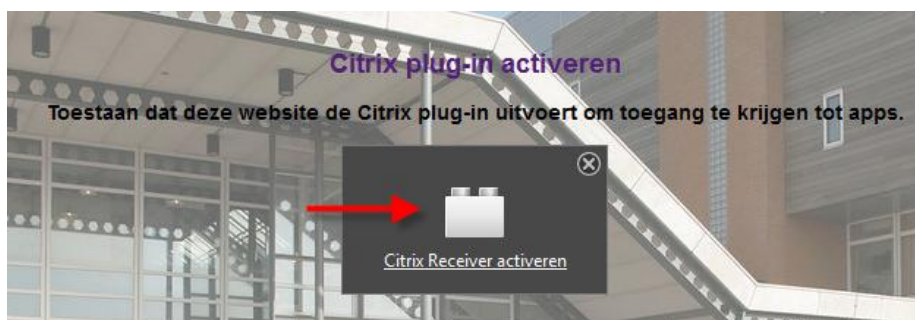 Citrix plug-in activeren
Toestaan dat deze website de Citrix plug-in uitvoert om toegang te krijgen tot apps.
Citrix Receiver activeren